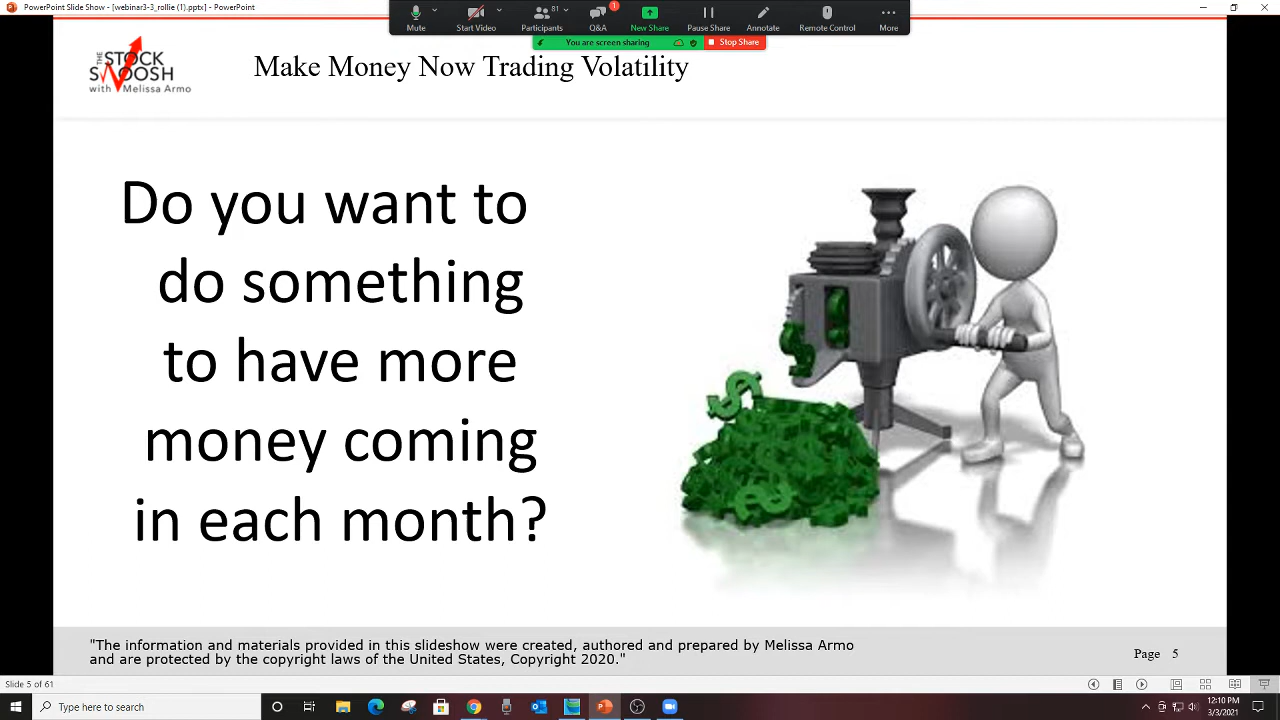 PowerPoint Slide Show - [webinar3-3_rollie (1).pptx] - PowerPoint
Mute
Start Video
81
Participants
1
Q&A
New Share
Pause Share
Annotate
Remote Control
More
You are screen sharing
Stop Share
THE STOCK
SWOOSH
with Melissa Armo
Make Money Now Trading Volatility
Do you want to
do something
to have more
money coming
in each month?
"The information and materials provided in this slideshow were created, authored and prepared by Melissa Armo
and are protected by the copyright laws of the United States, Copyright 2020."
Page 5
Slide 5 of 61
Type here to search
12:10 PM
3/3/2021